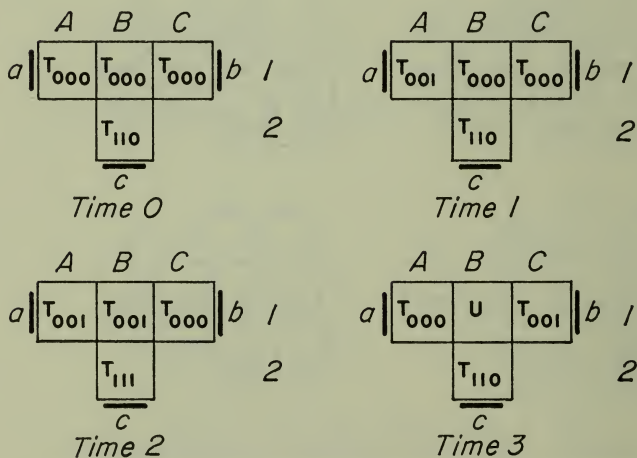 A B C
a T000 T000 T000 b 1
T110 2
c
Time 0
A B C
a T001 T000 T000 b 1
T110 2
c
Time 1
A B C
a T001 T001 T000 b 1
T111 2
c
Time 2
A B C
a T000 U T001 b 1
T110 2
c
Time 3